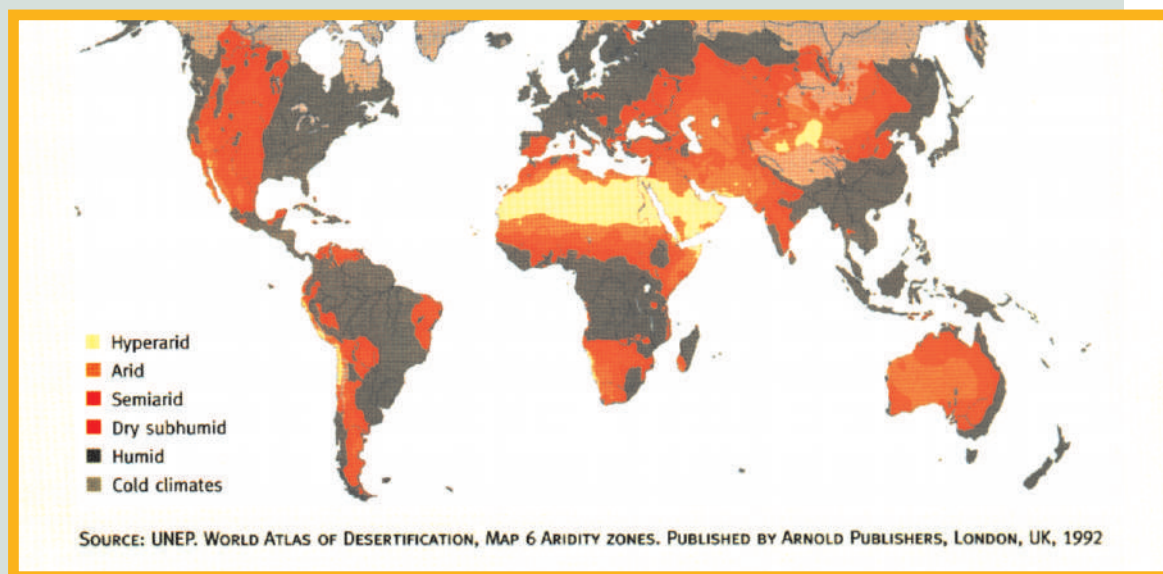 Hyperarid
Arid
Semiarid
Dry subhumid
Humid
Cold climates
SOURCE: UNEP. WORLD ATLAS OF DESERTIFICATION, MAP 6 ARIDITY ZONES. PUBLISHED BY ARNOLD PUBLISHERS, LONDON, UK, 1992